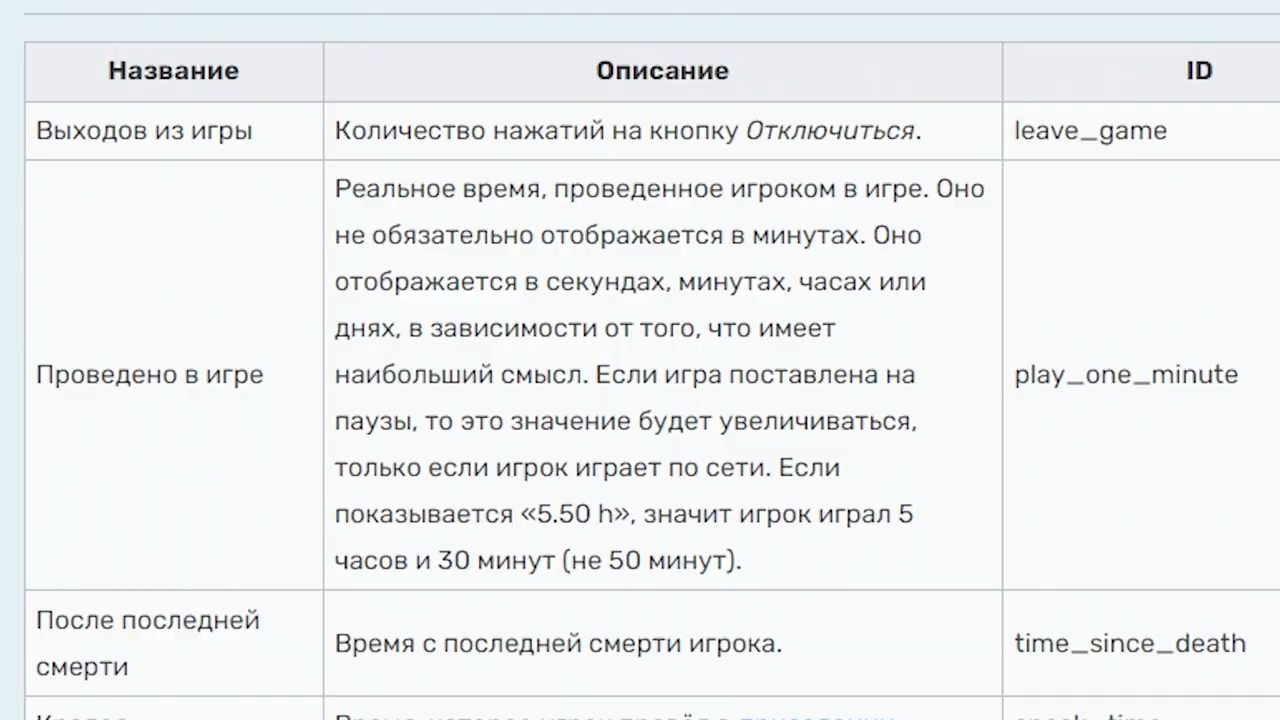 Название Описание ID
Выходов из игры Количество нажатий на кнопку Отключиться. leave_game
Реальное время, проведенное игроком в игре. Оно
не обязательно отображается в минутах. Оно
отображается в секундах, минутах, часах или
днях, в зависимости от того, что имеет
Проведено в игре наибольший смысл. Если игра поставлена на play_one_minute
паузы, то это значение будет увеличиваться,
только если игрок играет по сети. Если
показывается «5.50 h», значит игрок играл 5
часов и 30 минут (не 50 минут).
После последней
смерти
Время с последней смерти игрока. time_since_death